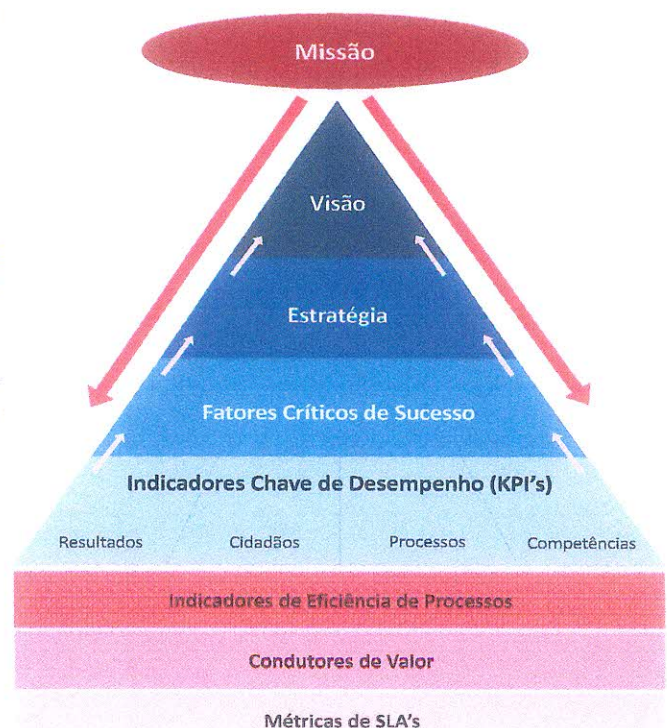 Missão
Visão
Estratégia
Fatores Críticos de Sucesso
Indicadores Chave de Desempenho (KPI's)
Resultados Cidadãos Processos Competências
Indicadores de Eficiência de Processos
Condutores de Valor
Métricas de SLA's